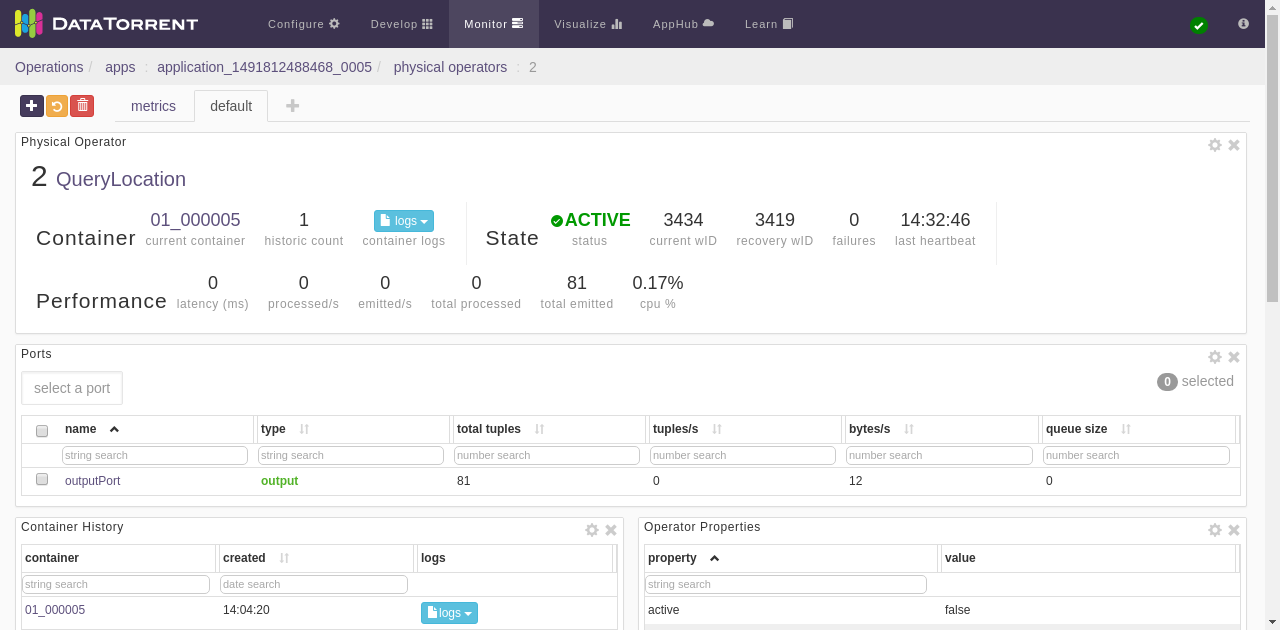 DATATORRENT Configure Develop Monitor Visualize AppHub Learn
Operations / apps : application_1491812488468_0005 / physical operators : 2
metrics default
Physical Operator
2 QueryLocation
Container 01_000005 current container 1 historic count logs container logs State ACTIVE status 3434 current wID 3419 recovery wID 0 failures 14:32:46 last heartbeat
Performance 0 latency (ms) 0 processed/s 0 emitted/s 0 total processed 81 total emitted 0.17% cpu %
Ports
select a port 0 selected
name type total tuples tuples/s bytes/s queue size
string search string search number search number search number search number search
outputPort output 81 0 12 0
Container History
container created logs
string search date search
01_000005 14:04:20 logs
Operator Properties
property value
string search
active false